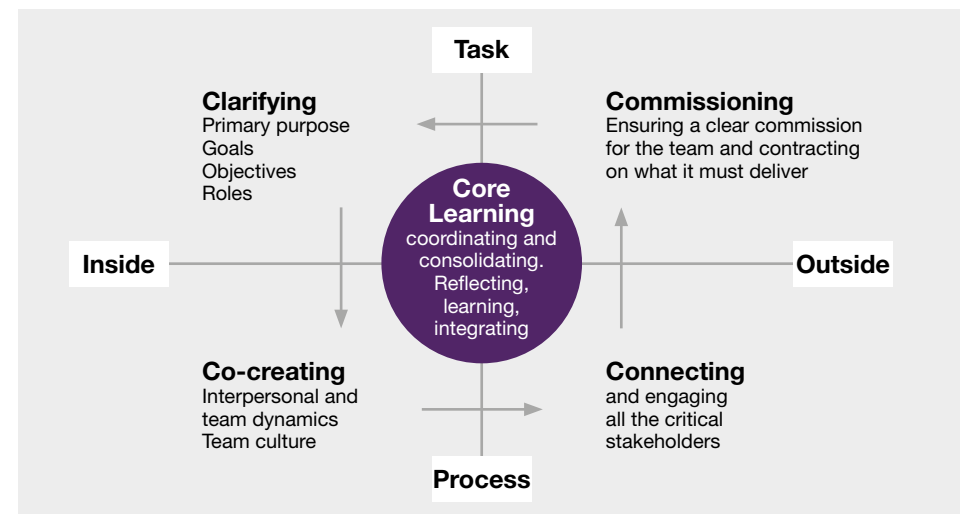 Task
Clarifying
Primary purpose
Goals
Objectives
Roles
Commissioning
Ensuring a clear commission
for the team and contracting
on what it must deliver
Core
Learning
coordinating and
consolidating.
Reflecting,
learning,
integrating
Inside
Outside
Co-creating
Interpersonal and
team dynamics
Team culture
Connecting
and engaging
all the critical
stakeholders
Process